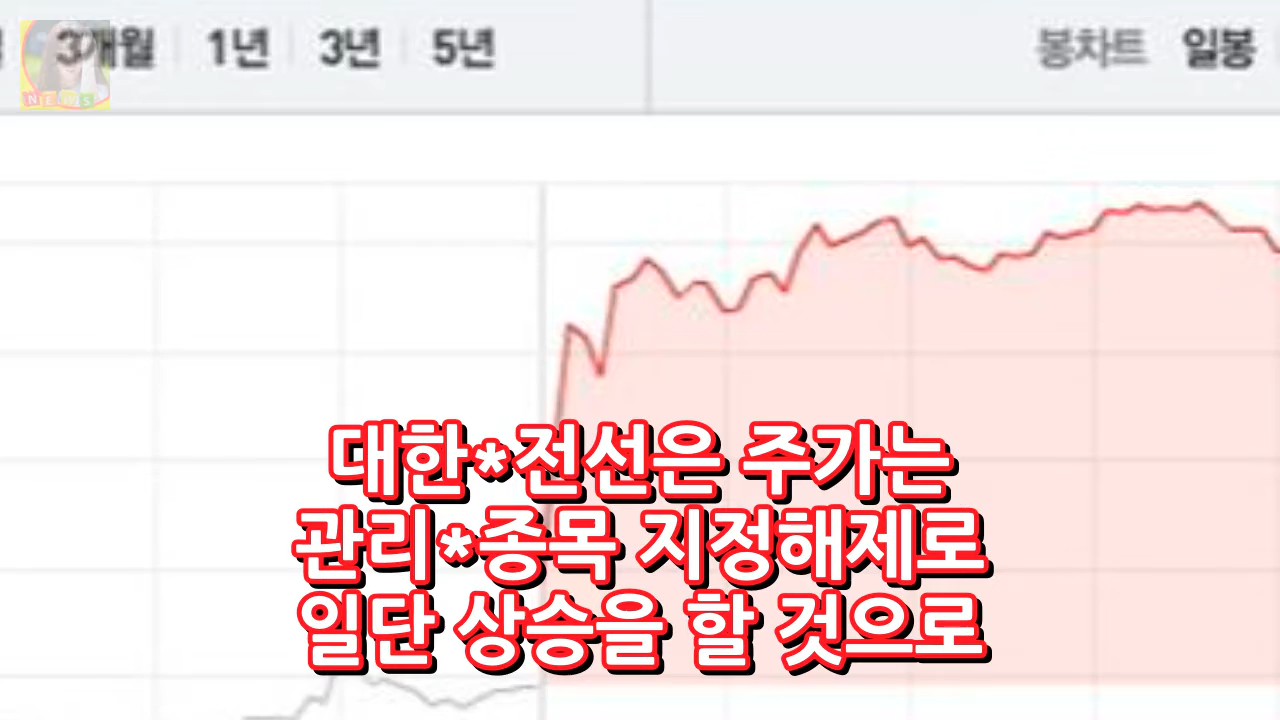 3개월 1년 3년 5년 봉차트 일봉
NEWS
대한*전선은 주가는
관리*종목 지정해제로
일단 상승을 할 것으로